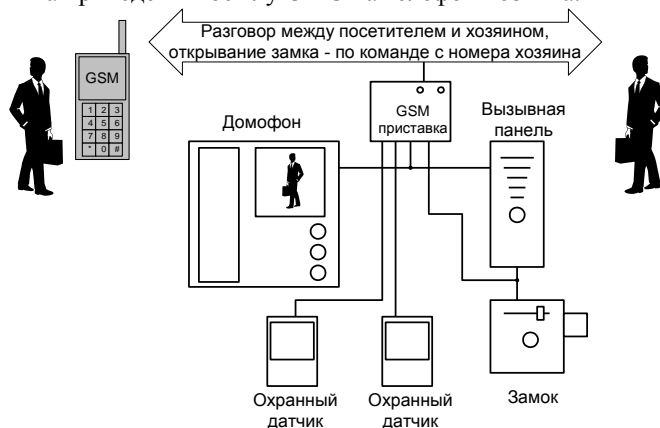 Разговор между посетителем и хозяином,
открывание замка - по команде с номера хозяина
GSM
1 2 3
4 5 6
7 8 9
* 0 #
GSM
приставка
Домофон
Вызывная
панель
Охранный
датчик
Охранный
датчик
Замок